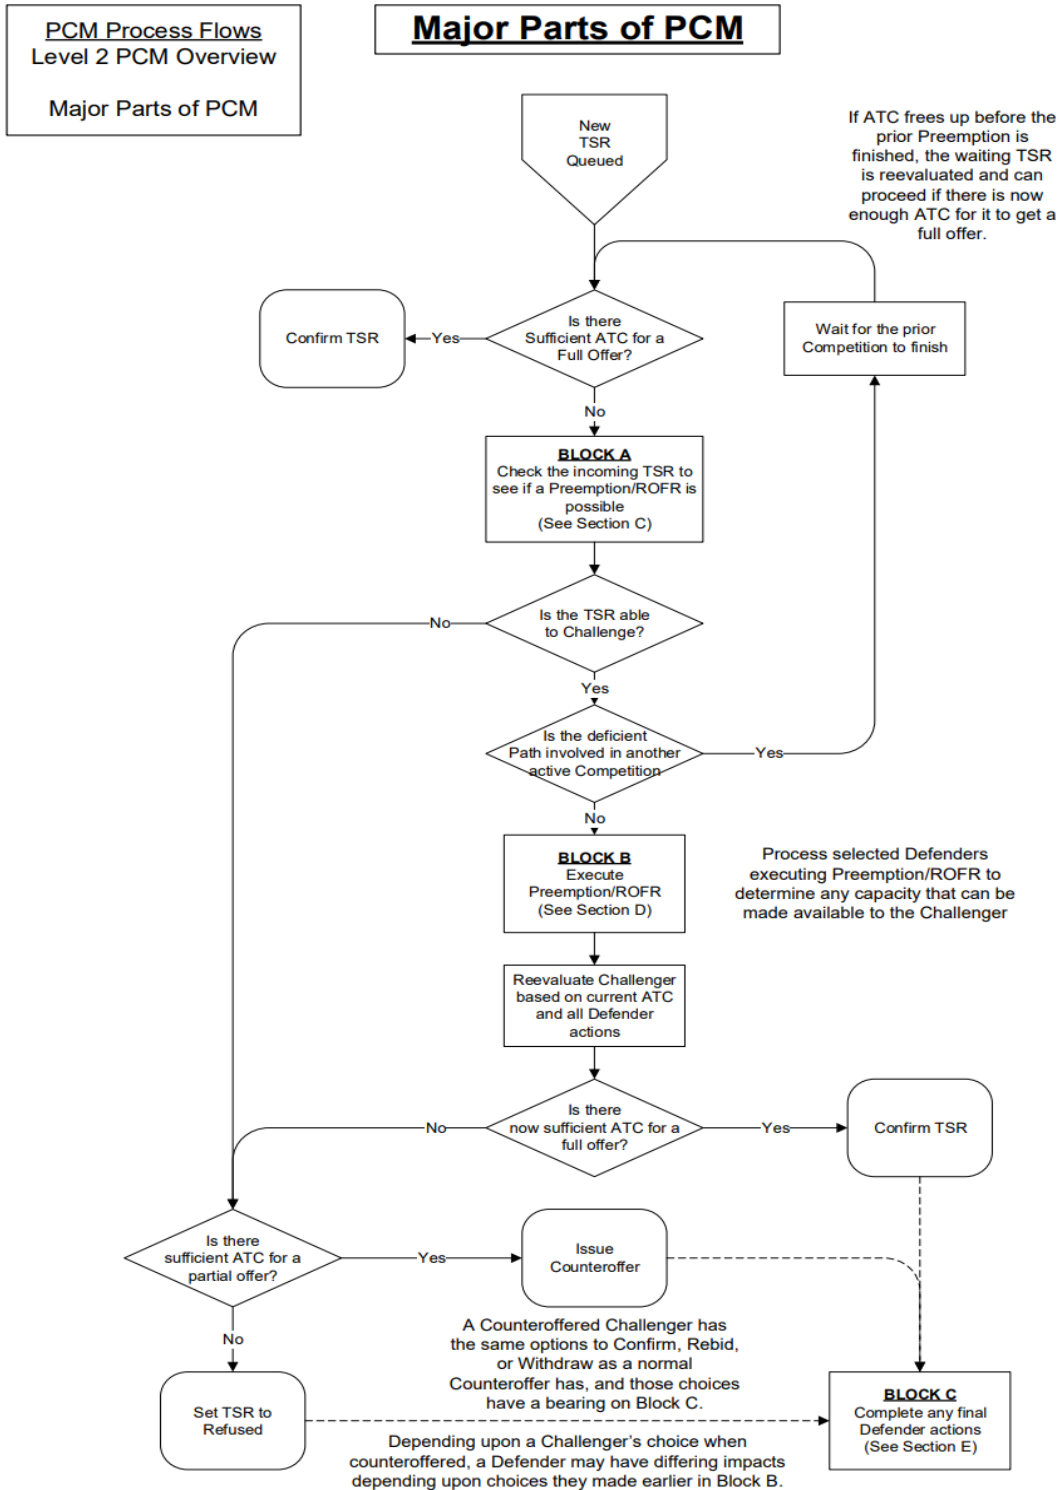 PCM Process Flows
Level 2 PCM Overview
Major Parts of PCM
Major Parts of PCM
New
TSR
Queued
If ATC frees up before the
prior Preemption is
finished, the waiting TSR
is reevaluated and can
proceed if there is now
enough ATC for it to get a
full offer.
Confirm TSR
Yes
Is there
Sufficient ATC for a
Full Offer?
Wait for the prior
Competition to finish
No
BLOCK A
Check the incoming TSR to
see if a Preemption/ROFR is
possible
(See Section C)
No
Is the TSR able
to Challenge?
Yes
Is the deficient
Path involved in another
active Competition
Yes
No
BLOCK B
Execute
Preemption/ROFR
(See Section D)
Process selected Defenders
executing Preemption/ROFR to
determine any capacity that can be
made available to the Challenger
Reevaluate Challenger
based on current ATC
and all Defender
actions
No
Is there
now sufficient ATC for a
full offer?
Yes
Confirm TSR
Is there
sufficient ATC for a
partial offer?
Yes
Issue
Counteroffer
No
A Counteroffered Challenger has
the same options to Confirm, Rebid,
or Withdraw as a normal
Counteroffer has, and those choices
have a bearing on Block C.
Set TSR to
Refused
BLOCK C
Complete any final
Defender actions
(See Section E)
Depending upon a Challenger's choice when
counteroffered, a Defender may have differing impacts
depending upon choices they made earlier in Block B.